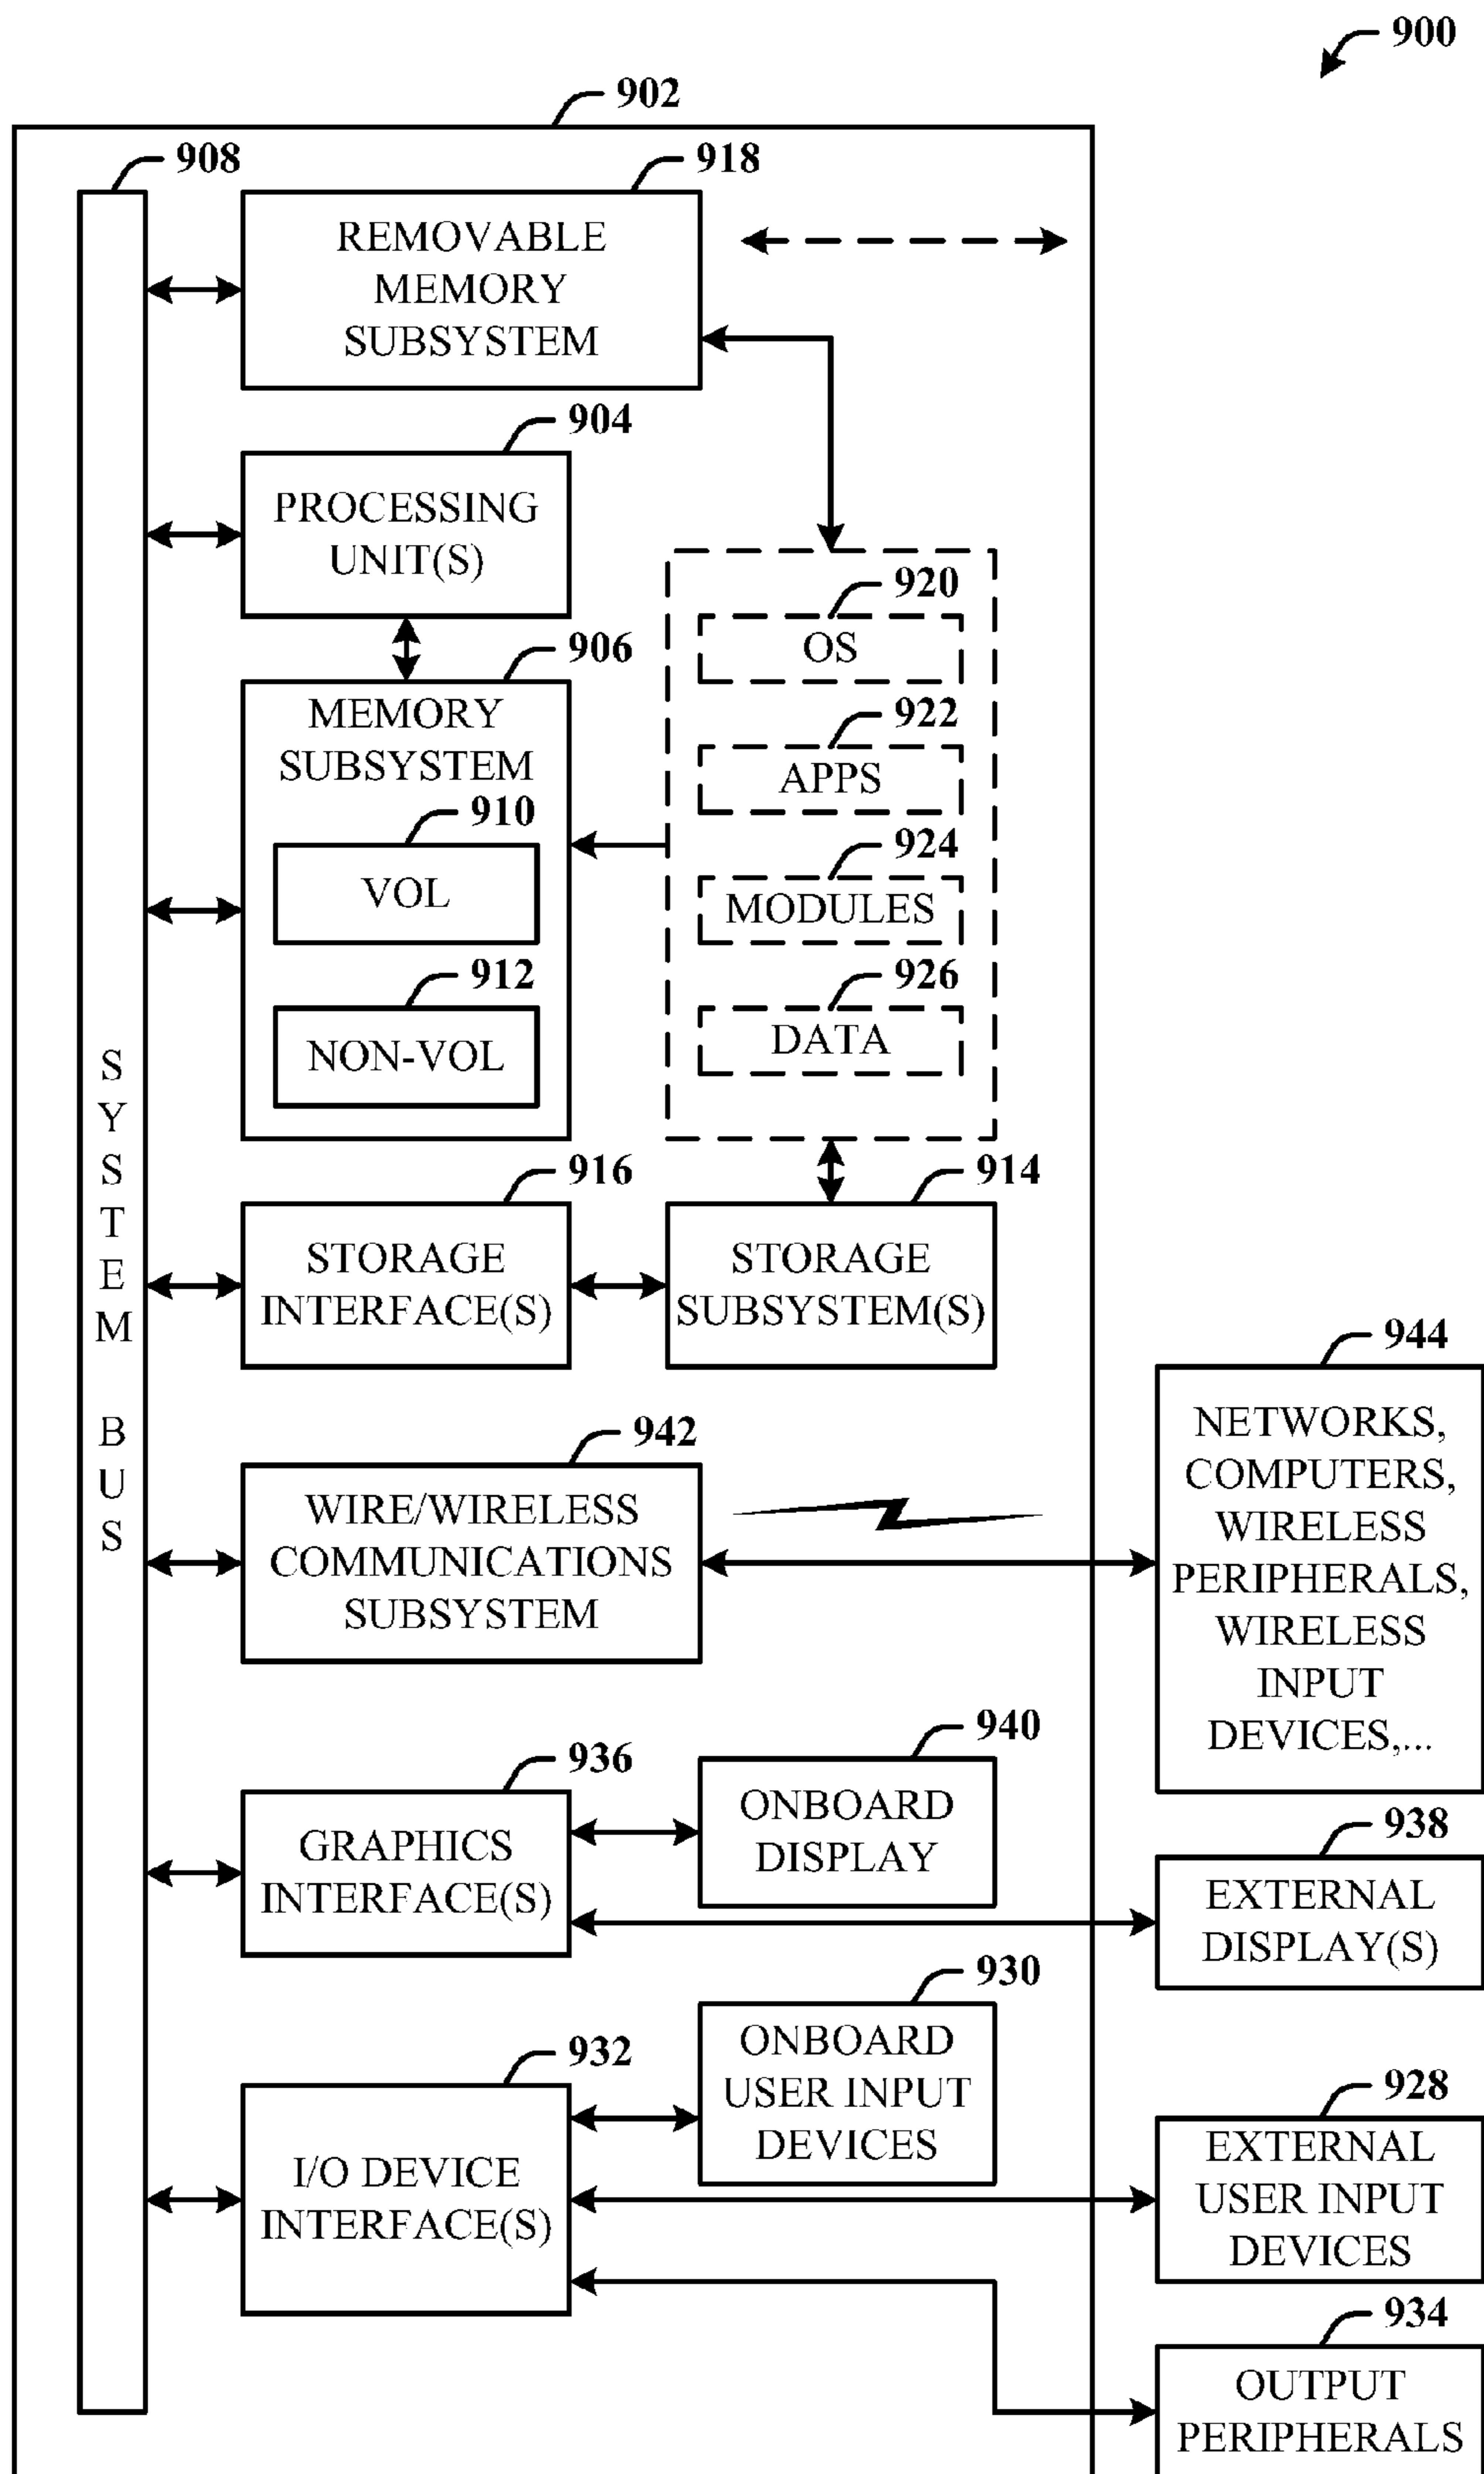 900
902
908
918
REMOVABLE
MEMORY
SUBSYSTEM
904
PROCESSING
UNIT(S)
906
MEMORY
SUBSYSTEM
910
VOL
912
NON-VOL
920
OS
922
APPS
924
MODULES
926
DATA
SYSTEM BUS
916
STORAGE
INTERFACE(S)
914
STORAGE
SUBSYSTEM(S)
942
WIRE/WIRELESS
COMMUNICATIONS
SUBSYSTEM
944
NETWORKS,
COMPUTERS,
WIRELESS
PERIPHERALS,
WIRELESS
INPUT
DEVICES,...
936
GRAPHICS
INTERFACE(S)
940
ONBOARD
DISPLAY
938
EXTERNAL
DISPLAY(S)
932
I/O DEVICE
INTERFACE(S)
930
ONBOARD
USER INPUT
DEVICES
928
EXTERNAL
USER INPUT
DEVICES
934
OUTPUT
PERIPHERALS